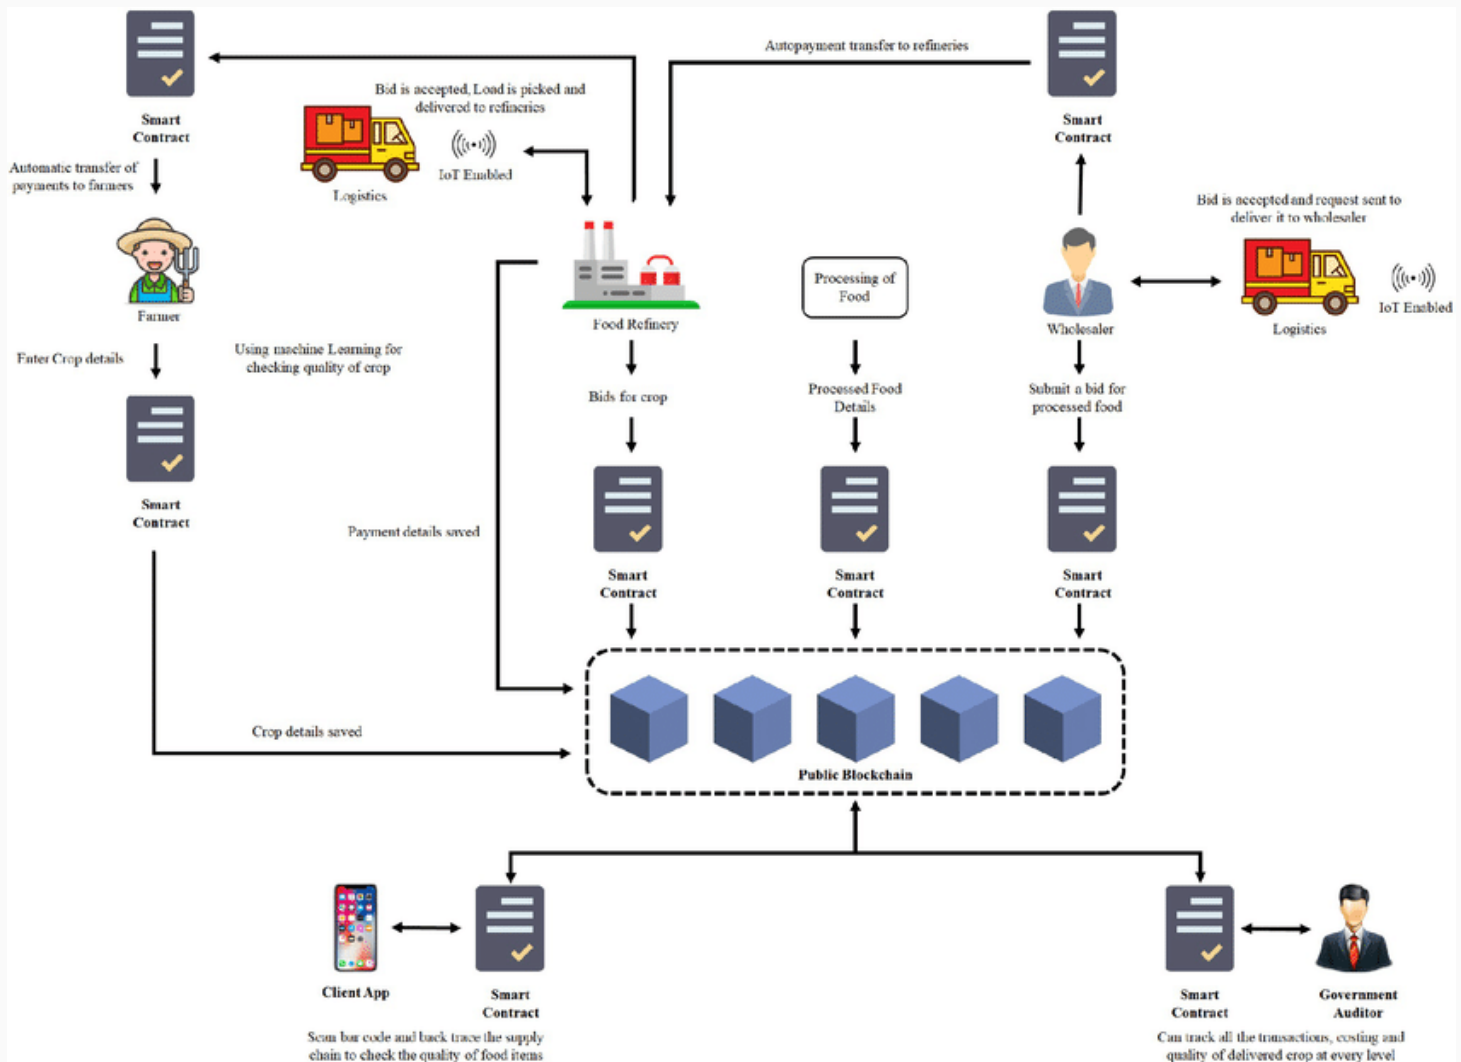 Autopayment transfer to refineries
Bid is accepted, Load is picked and
delivered to refineries
Smart
Contract
IoT Enabled
Logistics
Smart
Contract
Automatic transfer of
payments to farmers
Bid is accepted and request sent to
deliver it to wholesaler
Processing of
Food
Farmer
Food Refinery
Wholesaler
Logistics
IoT Enabled
Enter Crop details
Using machine Learning for
checking quality of crop
Bids for crop
Processed Food
Details
Submit a bid for
processed food
Smart
Contract
Payment details saved
Smart
Contract
Smart
Contract
Smart
Contract
Crop details saved
Public Blockchain
Client App
Smart
Contract
Scan bar code and back trace the supply
chain to check the quality of food items
Smart
Contract
Government
Auditor
Can track all the transactions, costing and
quality of delivered crop at every level